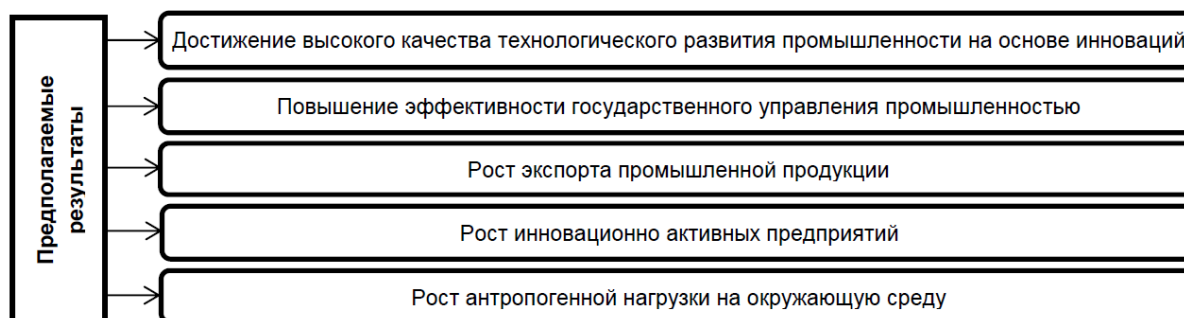 Предполагаемые
результаты
Достижение высокого качества технологического развития промышленности на основе инноваций
Повышение эффективности государственного управления промышленностью
Рост экспорта промышленной продукции
Рост инновационно активных предприятий
Рост антропогенной нагрузки на окружающую среду